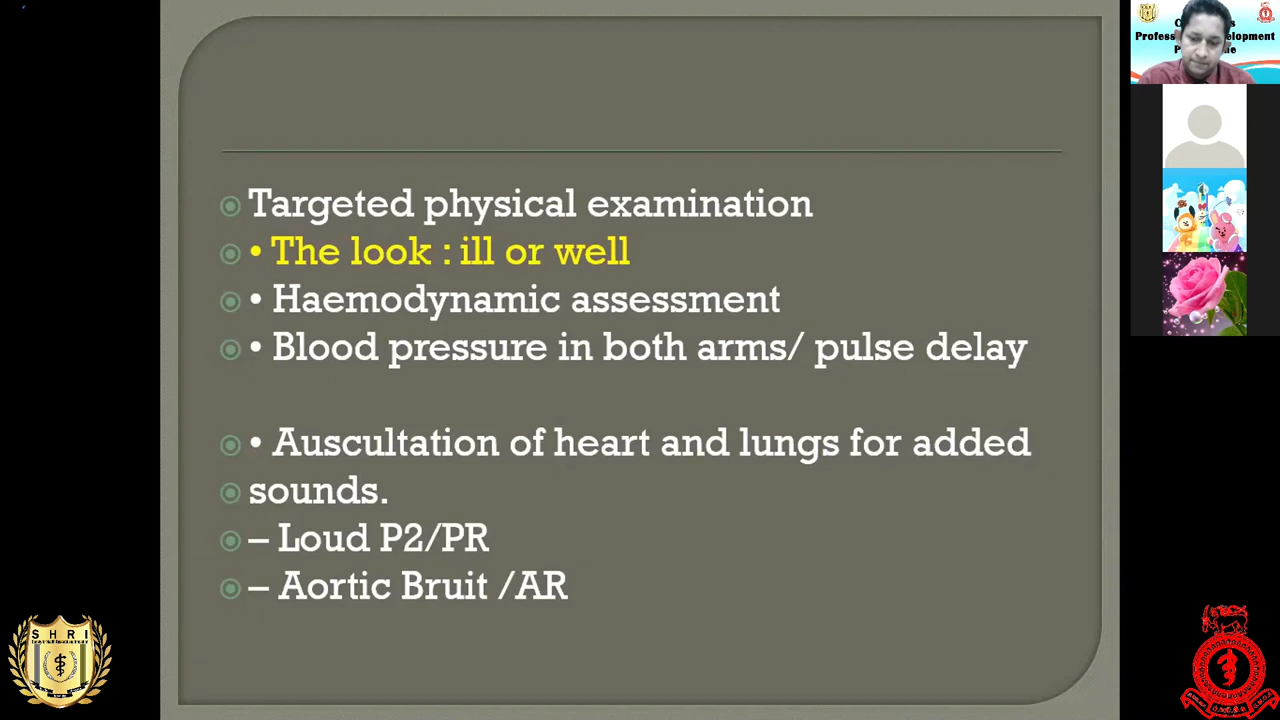 Targeted physical examination
• The look : ill or well
• Haemodynamic assessment
• Blood pressure in both arms/ pulse delay
• Auscultation of heart and lungs for added
sounds.
– Loud P2/PR
– Aortic Bruit /AR
SHRI